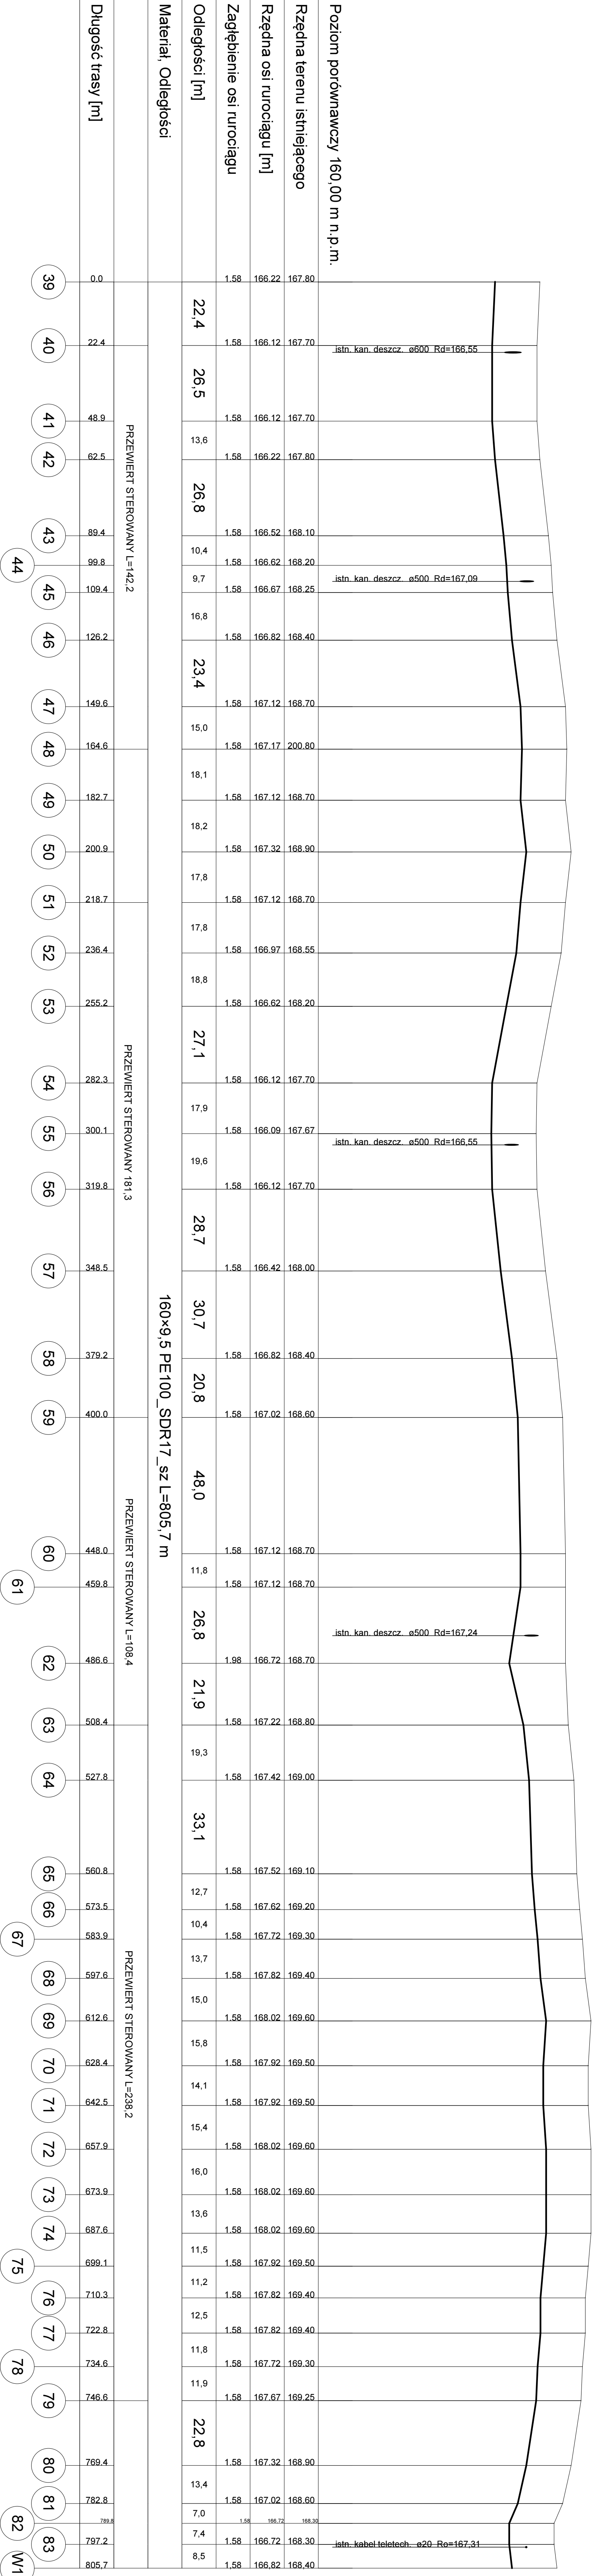 Poziom porównawczy 160,00 m n.p.m.
istn. kan. deszcz. ø600 Rd=166,55
istn. kan. deszcz. ø500 Rd=167,09
istn. kan. deszcz. ø500 Rd=166,55
istn. kan. deszcz. ø500 Rd=167,24
istn. kabel teletech. ø20 Ro=167,31
Rzędna terenu istniejącego 167.80 167.70 167.70 167.80 168.10 168.20 168.25 168.40 168.70 200.80 168.70 168.90 168.70 168.55 168.20 167.70 167.67 167.70 168.00 168.40 168.60 168.70 168.70 168.70 168.80 169.00 169.10 169.20 169.30 169.40 169.60 169.50 169.50 169.60 169.60 169.60 169.50 169.40 169.40 169.30 169.25 168.90 168.60 168.30 168.30 168.40
Rzędna osi rurociągu [m] 166.22 166.12 166.12 166.22 166.52 166.62 166.67 166.82 167.12 167.17 167.12 167.32 167.12 166.97 166.62 166.12 166.09 166.12 166.42 166.82 167.02 167.12 167.12 166.72 167.22 167.42 167.52 167.62 167.72 167.82 168.02 167.92 167.92 168.02 168.02 168.02 167.92 167.82 167.82 167.72 167.67 167.32 167.02 166.72 166.72 166.82
Zagłębienie osi rurociągu 1.58 1.58 1.58 1.58 1.58 1.58 1.58 1.58 1.58 1.58 1.58 1.58 1.58 1.58 1.58 1.58 1.58 1.58 1.58 1.58 1.58 1.58 1.58 1.98 1.58 1.58 1.58 1.58 1.58 1.58 1.58 1.58 1.58 1.58 1.58 1.58 1.58 1.58 1.58 1.58 1.58 1.58 1.58 1.58 1.58 1.58
Odległości [m] 22,4 26,5 13,6 26,8 10,4 9,7 16,8 23,4 15,0 18,1 18,2 17,8 17,8 18,8 27,1 17,9 19,6 28,7 30,7 20,8 48,0 11,8 26,8 21,9 19,3 33,1 12,7 10,4 13,7 15,0 15,8 14,1 15,4 16,0 13,6 11,5 11,2 12,5 11,8 11,9 22,8 13,4 7,0 7,4 8,5
Materiał, Odległości 160×9,5 PE100_SDR17_sz L=805,7 m
PRZEWIERT STEROWANY L=142,2 PRZEWIERT STEROWANY 181,3 PRZEWIERT STEROWANY L=108,4 PRZEWIERT STEROWANY L=238,2
Długość trasy [m] 0.0 22.4 48.9 62.5 89.4 99.8 109.4 126.2 149.6 164.6 182.7 200.9 218.7 236.4 255.2 282.3 300.1 319.8 348.5 379.2 400.0 448.0 459.8 486.6 508.4 527.8 560.8 573.5 583.9 597.6 612.6 628.4 642.5 657.9 673.9 687.6 699.1 710.3 722.8 734.6 746.6 769.4 782.8 789.8 797.2 805.7
39 40 41 42 43 44 45 46 47 48 49 50 51 52 53 54 55 56 57 58 59 60 61 62 63 64 65 66 67 68 69 70 71 72 73 74 75 76 77 78 79 80 81 82 83 W1